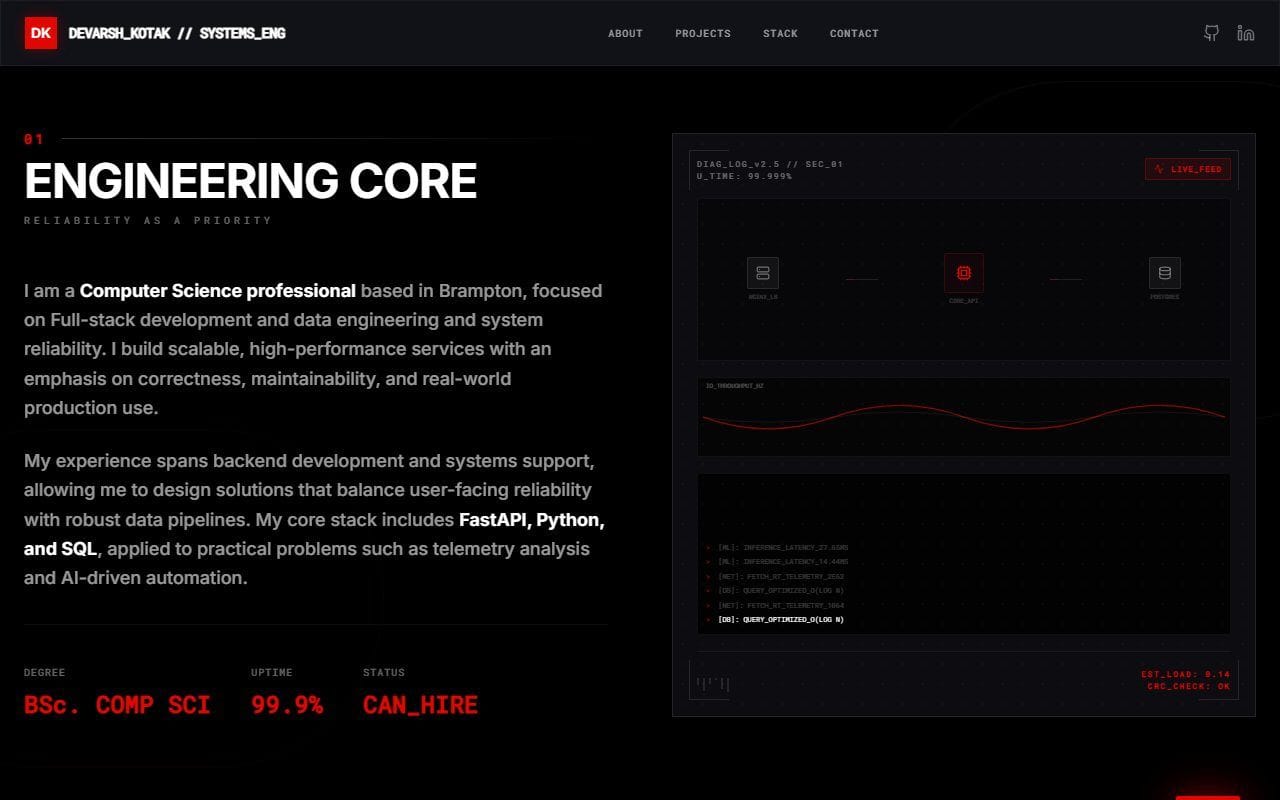 DK DEVARSH_KOTAK // SYSTEMS_ENG
ABOUT PROJECTS STACK CONTACT
01
ENGINEERING CORE
RELIABILITY AS A PRIORITY
I am a Computer Science professional based in Brampton, focused
on Full-stack development and data engineering and system
reliability. I build scalable, high-performance services with an
emphasis on correctness, maintainability, and real-world
production use.
My experience spans backend development and systems support,
allowing me to design solutions that balance user-facing reliability
with robust data pipelines. My core stack includes FastAPI, Python,
and SQL, applied to practical problems such as telemetry analysis
and AI-driven automation.
DEGREE
BSc. COMP SCI
UPTIME
99.9%
STATUS
CAN_HIRE
DIAG_LOG_v2.5 // SEC_01
U_TIME: 99.999%
LIVE_FEED
NGINX_LB
CORE_API
POSTGRES
IO_THROUGHPUT_HZ
> [ML]: INFERENCE_LATENCY_27.65MS
> [ML]: INFERENCE_LATENCY_14.44MS
> [NET]: FETCH_RT_TELEMETRY_2E62
> [DB]: QUERY_OPTIMIZED_O(LOG N)
> [NET]: FETCH_RT_TELEMETRY_1064
> [DB]: QUERY_OPTIMIZED_O(LOG N)
EST_LOAD: 0.14
CRC_CHECK: OK